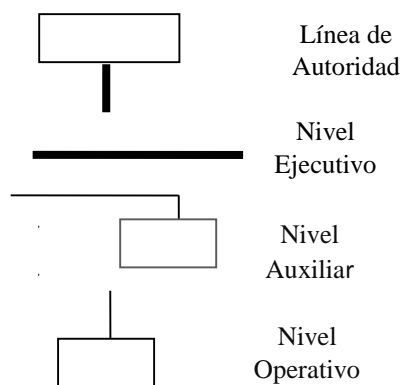 Línea de
Autoridad
Nivel
Ejecutivo
Nivel
Auxiliar
Nivel
Operativo